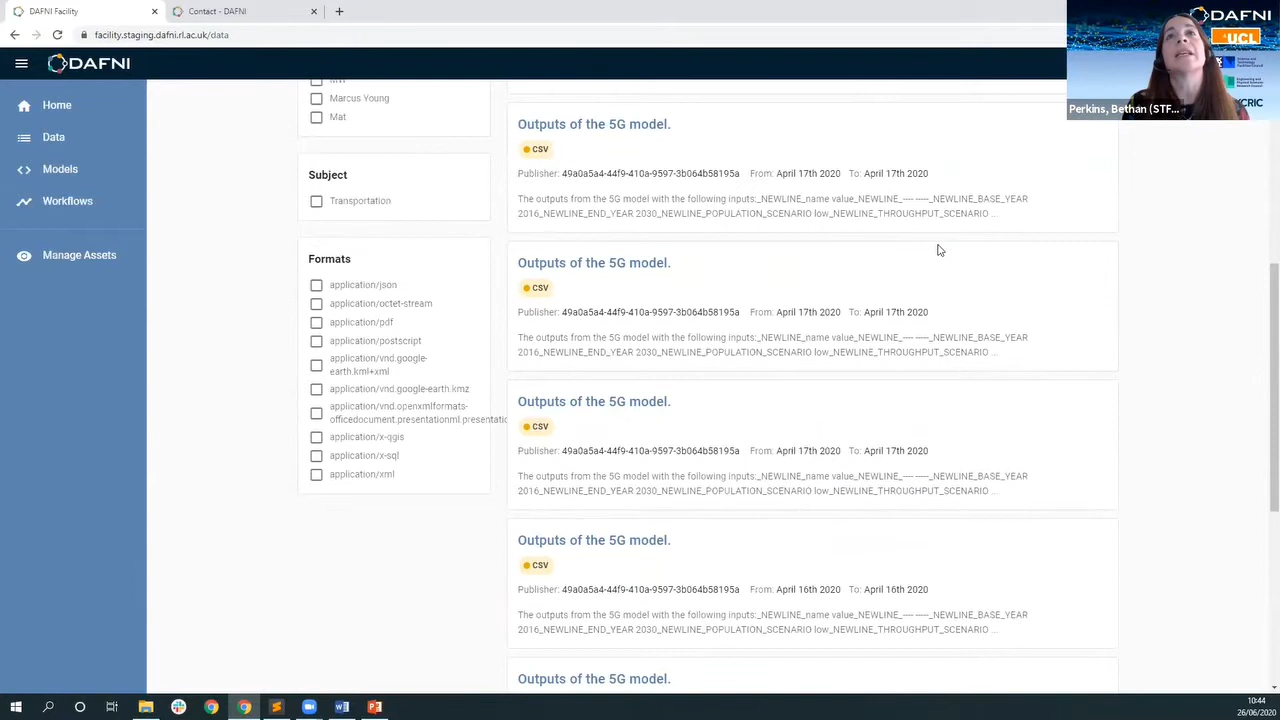 DAFNI Facility
Contact - DAFNI
facility.staging.dafni.rl.ac.uk/data
DAFNI
DAFNI
UCL
Perkins, Bethan (STF...
Home
Data
Models
Workflows
Manage Assets
Marcus Young
Mat
Subject
Transportation
Formats
application/json
application/octet-stream
application/pdf
application/postscript
application/vnd.google-
earth.kml+xml
application/vnd.google-earth.kmz
application/vnd.openxmlformats-
officedocument.presentationml.presentatio
application/x-qgis
application/x-sql
application/xml
Outputs of the 5G model.
CSV
Publisher: 49a0a5a4-44f9-410a-9597-3b064b58195a From: April 17th 2020 To: April 17th 2020
The outputs from the 5G model with the following inputs:_NEWLINE_name value_NEWLINE_---- -----_NEWLINE_BASE_YEAR
2016_NEWLINE_END_YEAR 2030_NEWLINE_POPULATION_SCENARIO low_NEWLINE_THROUGHPUT_SCENARIO ...
Outputs of the 5G model.
CSV
Publisher: 49a0a5a4-44f9-410a-9597-3b064b58195a From: April 17th 2020 To: April 17th 2020
The outputs from the 5G model with the following inputs:_NEWLINE_name value_NEWLINE_---- -----_NEWLINE_BASE_YEAR
2016_NEWLINE_END_YEAR 2030_NEWLINE_POPULATION_SCENARIO low_NEWLINE_THROUGHPUT_SCENARIO ...
Outputs of the 5G model.
CSV
Publisher: 49a0a5a4-44f9-410a-9597-3b064b58195a From: April 17th 2020 To: April 17th 2020
The outputs from the 5G model with the following inputs:_NEWLINE_name value_NEWLINE_---- -----_NEWLINE_BASE_YEAR
2016_NEWLINE_END_YEAR 2030_NEWLINE_POPULATION_SCENARIO low_NEWLINE_THROUGHPUT_SCENARIO ...
Outputs of the 5G model.
CSV
Publisher: 49a0a5a4-44f9-410a-9597-3b064b58195a From: April 16th 2020 To: April 16th 2020
The outputs from the 5G model with the following inputs:_NEWLINE_name value_NEWLINE_---- -----_NEWLINE_BASE_YEAR
2016_NEWLINE_END_YEAR 2030_NEWLINE_POPULATION_SCENARIO low_NEWLINE_THROUGHPUT_SCENARIO ...
Outputs of the 5G model.
10:44
26/06/2020